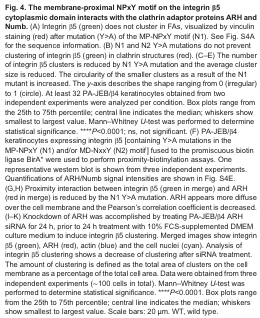 Fig. 4. The membrane-proximal NPxY motif on the integrin β5
cytoplasmic domain interacts with the clathrin adaptor proteins ARH and
Numb. (A) Integrin β5 (green) does not cluster in FAs, visualized by vinculin
staining (red) after mutation (Y>A) of the MP-NPxY motif (N1). See Fig. S4A
for the sequence information. (B) N1 and N2 Y>A mutations do not prevent
clustering of integrin β5 (green) in clathrin structures (red). (C–E) The number
of integrin β5 clusters is reduced by N1 Y>A mutation and the average cluster
size is reduced. The circularity of the smaller clusters as a result of the N1
mutant is increased. The y-axis describes the shape ranging from 0 (irregular)
to 1 (circle). At least 32 PA-JEB/β4 keratinocytes obtained from two
independent experiments were analyzed per condition. Box plots range from
the 25th to 75th percentile; central line indicates the median; whiskers show
smallest to largest value. Mann–Whitney U-test was performed to determine
statistical significance. ****P<0.0001; ns, not significant. (F) PA-JEB/β4
keratinocytes expressing integrin β5 [containing Y>A mutations in the
MP-NPxY (N1) and/or MD-NxxY (N2) motif] fused to the promiscuous biotin
ligase BirA* were used to perform proximity-biotinylation assays. One
representative western blot is shown from three independent experiments.
Quantifications of ARH/Numb signal intensities are shown in Fig. S4E.
(G,H) Proximity interaction between integrin β5 (green in merge) and ARH
(red in merge) is reduced by the N1 Y>A mutation. ARH appears more diffuse
over the cell membrane and the Pearson's correlation coefficient is decreased.
(I–K) Knockdown of ARH was accomplished by treating PA-JEB/β4 ARH
siRNA for 24 h, prior to 24 h treatment with 10% FCS-supplemented DMEM
culture medium to induce integrin β5 clustering. Merged images show integrin
β5 (green), ARH (red), actin (blue) and the cell nuclei (cyan). Analysis of
integrin β5 clustering shows a decrease of clustering after siRNA treatment.
The amount of clustering is defined as the total area of clusters on the cell
membrane as a percentage of the total cell area. Data were obtained from three
independent experiments (~100 cells in total). Mann–Whitney U-test was
performed to determine statistical significance. ****P<0.0001. Box plots range
from the 25th to 75th percentile; central line indicates the median; whiskers
show smallest to largest value. Scale bars: 20 μm. WT, wild type.